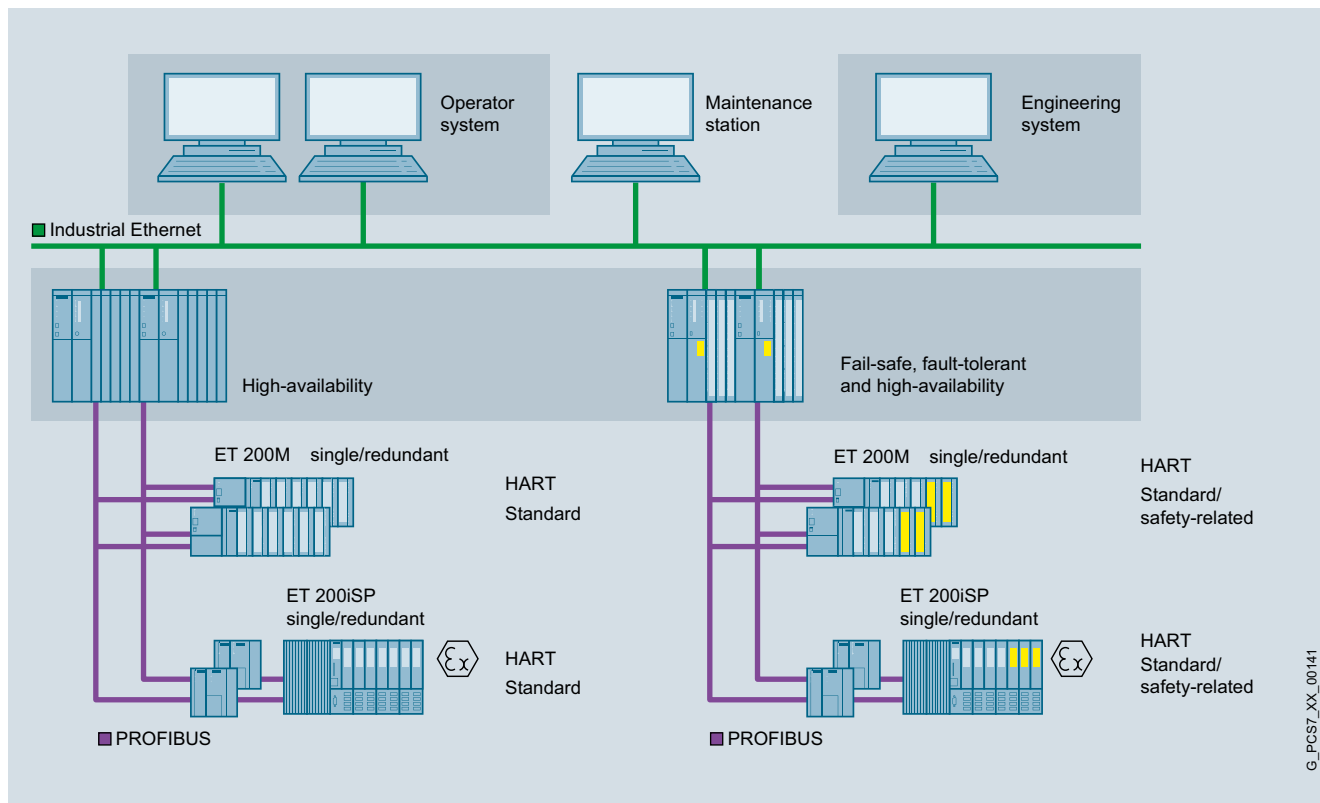 Operator
system
Maintenance
station
Engineering
system
Industrial Ethernet
High-availability
Fail-safe, fault-tolerant
and high-availability
ET 200M single/redundant
HART
Standard
ET 200M single/redundant
HART
Standard/
safety-related
ET 200iSP
single/redundant
Ex
HART
Standard
ET 200iSP
single/redundant
Ex
HART
Standard/
safety-related
PROFIBUS
PROFIBUS
G_PCS7_XX_00141